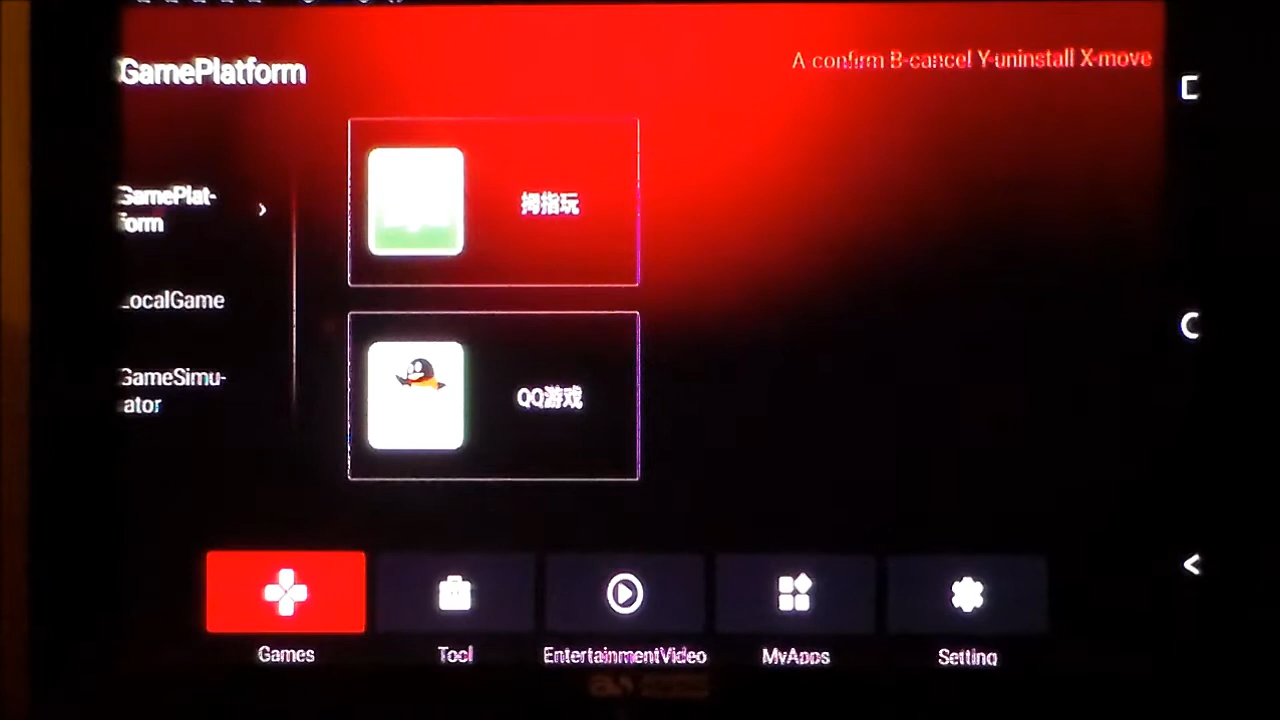 GamePlatform
A confirm B-cancel Y-uninstall X-move
GamePlat-
form
拇指玩
LocalGame
GameSimu-
ator
QQ游戏
Games
Tool
EntertainmentVideo
MyApps
Setting